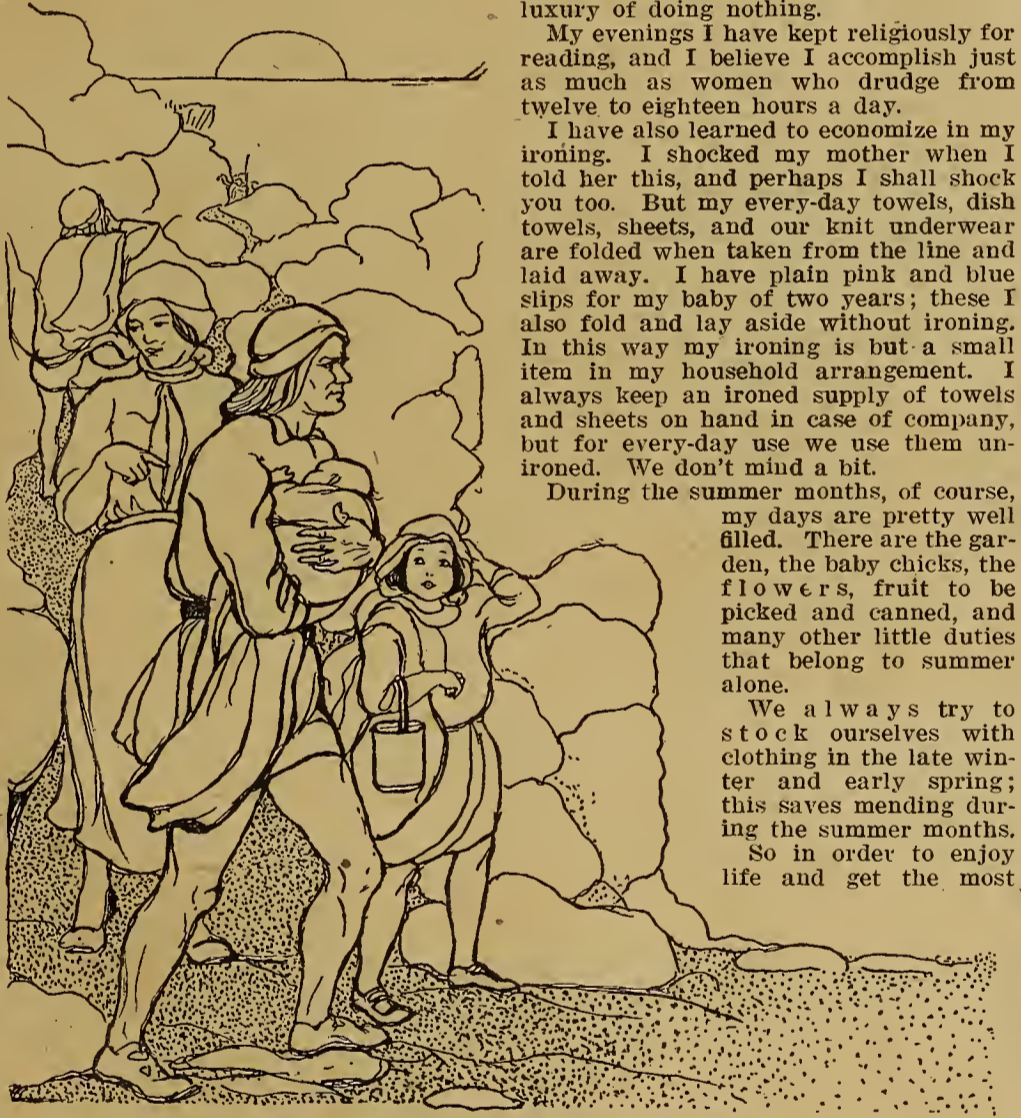 luxury of doing nothing.
My evenings I have kept religiously for
reading, and I believe I accomplish just
as much as women who drudge from
twelve to eighteen hours a day.
I have also learned to economize in my
ironing. I shocked my mother when I
told her this, and perhaps I shall shock
you too. But my every-day towels, dish
towels, sheets, and our knit underwear
are folded when taken from the line and
laid away. I have plain pink and blue
slips for my baby of two years; these I
also fold and lay aside without ironing.
In this way my ironing is but a small
item in my household arrangement. I
always keep an ironed supply of towels
and sheets on hand in case of company,
but for every-day use we use them un-
ironed. We don't mind a bit.
During the summer months, of course,
my days are pretty well
filled. There are the gar-
den, the baby chicks, the
flowers, fruit to be
picked and canned, and
many other little duties
that belong to summer
alone.
We always try to
stock ourselves with
clothing in the late win-
ter and early spring;
this saves mending dur-
ing the summer months.
So in order to enjoy
life and get the most